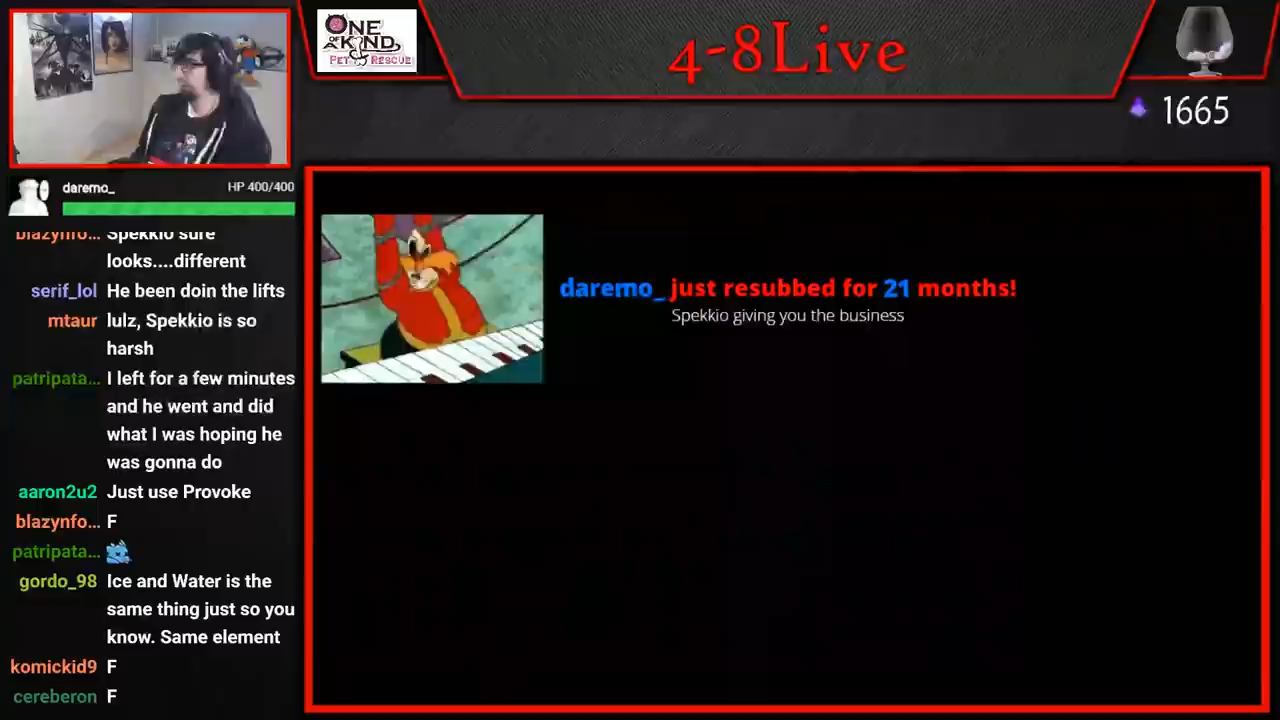 ONE
OF A KIND
PET RESCUE
4-8Live
1665
daremo_ HP 400/400
blazynfo... Spekkio sure
looks....different
serif_lol He been doin the lifts
mtaur lulz, Spekkio is so
harsh
patripata... I left for a few minutes
and he went and did
what I was hoping he
was gonna do
aaron2u2 Just use Provoke
blazynfo... F
patripata...
gordo_98 Ice and Water is the
same thing just so you
know. Same element
komickid9 F
cereberon F
daremo_ just resubbed for 21 months!
Spekkio giving you the business